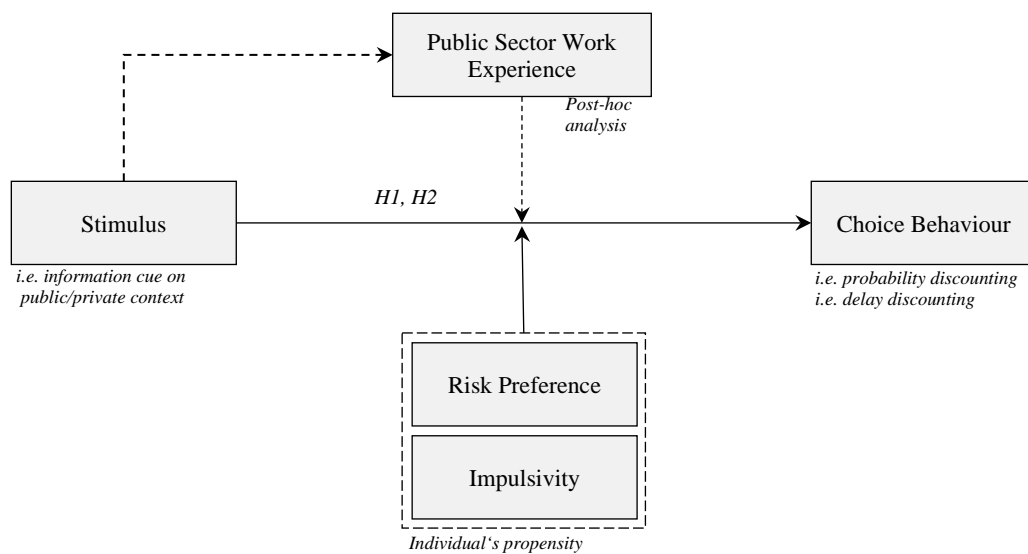 Public Sector Work
Experience
Post-hoc
analysis
H1, H2
Stimulus
Choice Behaviour
i.e. information cue on
public/private context
i.e. probability discounting
i.e. delay discounting
Risk Preference
Impulsivity
Individual‘s propensity